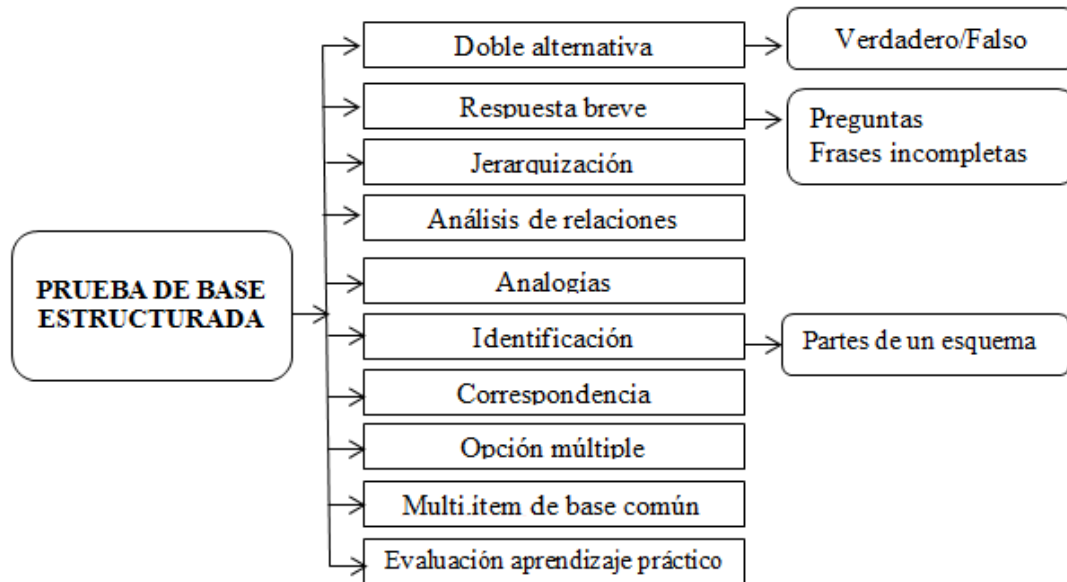 Doble alternativa
Verdadero/Falso
Respuesta breve
Preguntas
Frases incompletas
Jerarquización
Análisis de relaciones
PRUEBA DE BASE
ESTRUCTURADA
Analogías
Identificación
Partes de un esquema
Correspondencia
Opción múltiple
Multi.ítem de base común
Evaluación aprendizaje práctico